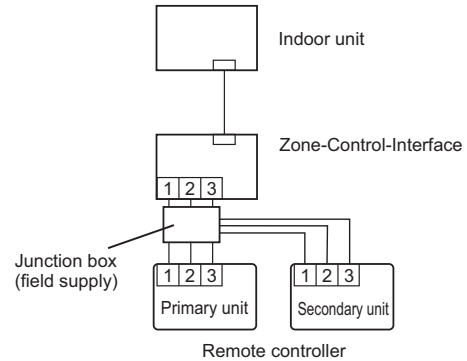 Indoor unit
Zone-Control-Interface
1 2 3
Junction box
(field supply)
1 2 3
Primary unit
1 2 3
Secondary unit
Remote controller